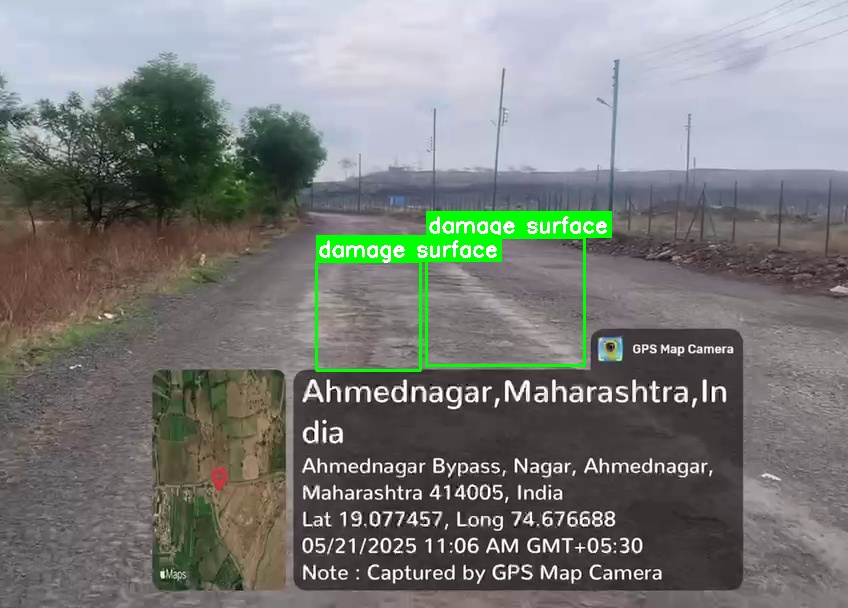 damage surface
damage surface
GPS Map Camera
Ahmednagar,Maharashtra,In
dia
Ahmednagar Bypass, Nagar, Ahmednagar,
Maharashtra 414005, India
Lat 19.077457, Long 74.676688
05/21/2025 11:06 AM GMT+05:30
Note : Captured by GPS Map Camera
Maps